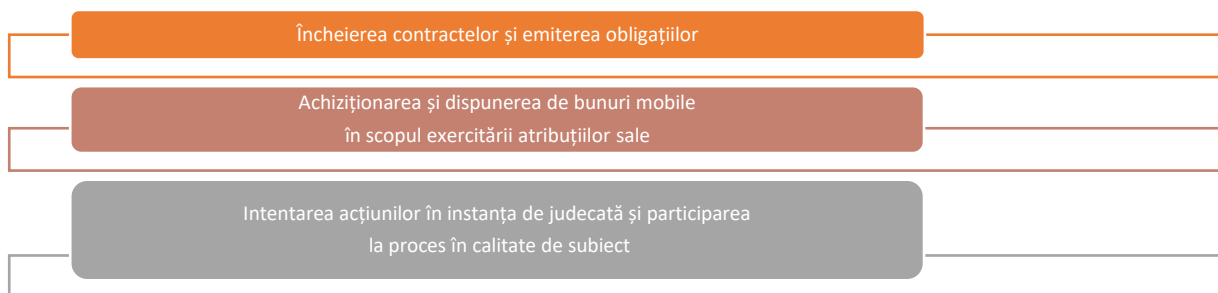 Încheierea contractelor și emiterea obligațiilor
Achiziționarea și dispunerea de bunuri mobile
în scopul exercitării atribuțiilor sale
Intentarea acțiunilor în instanța de judecată și participarea
la proces în calitate de subiect